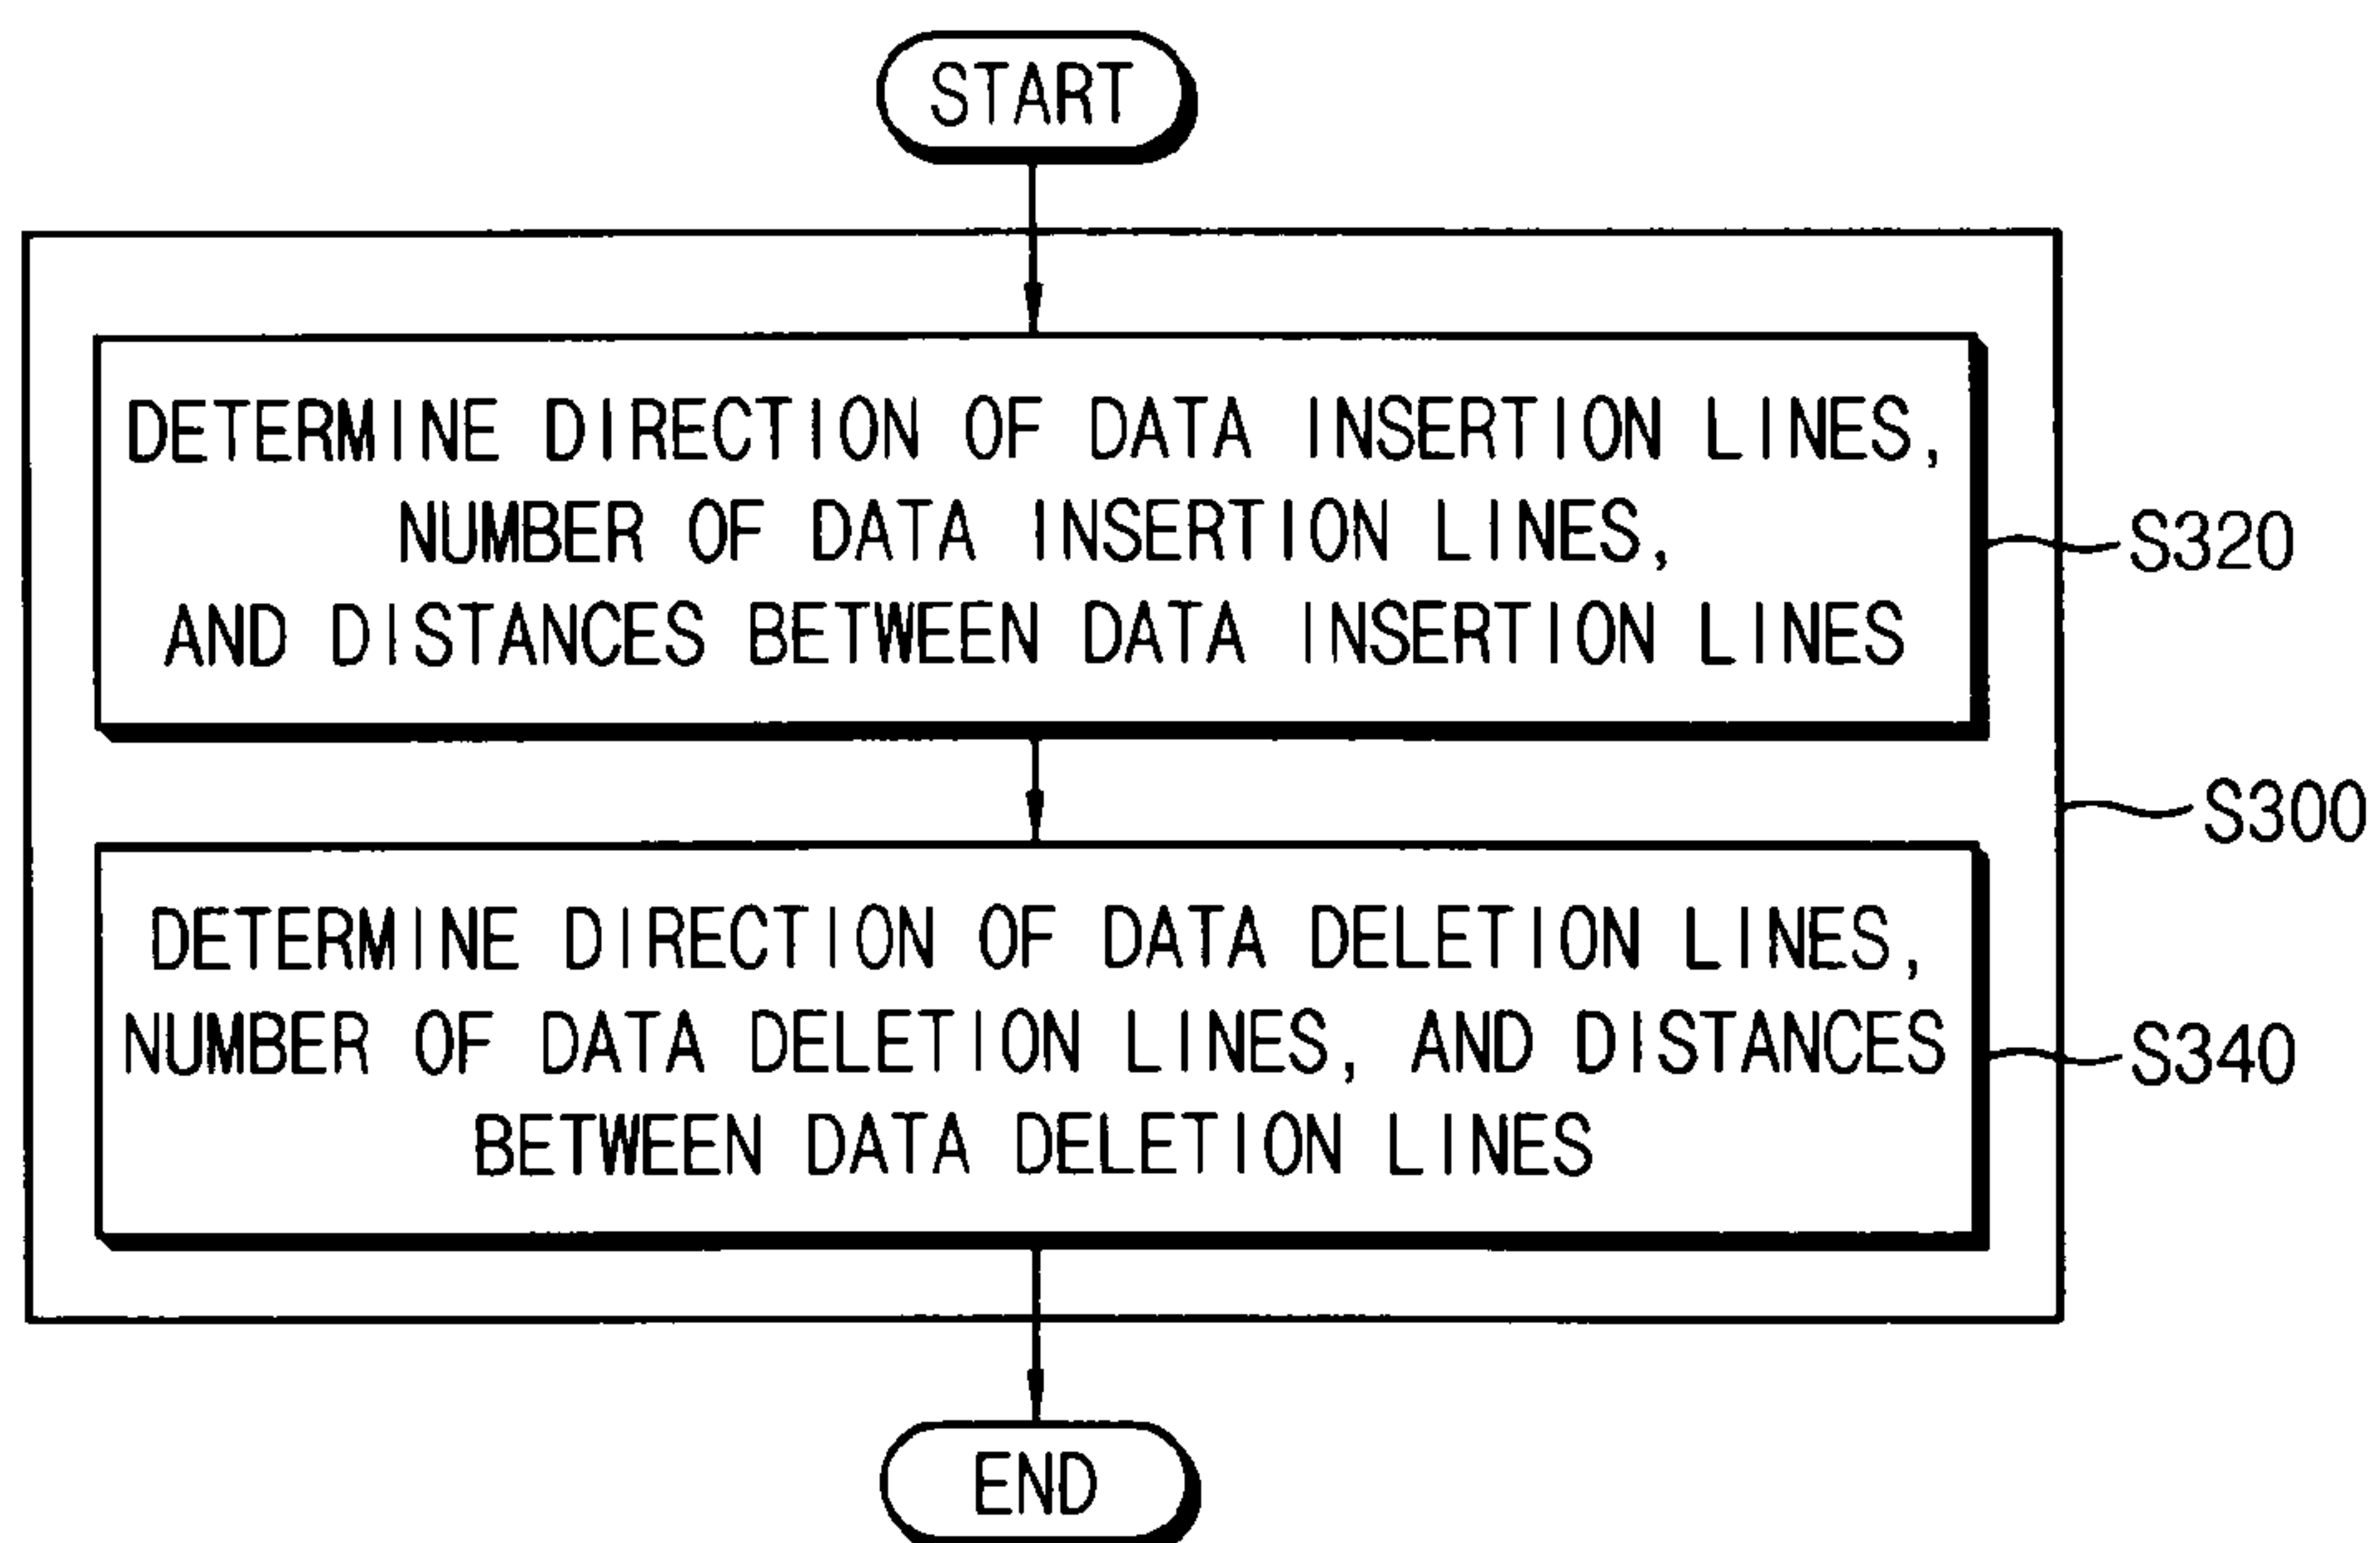 START
DETERMINE DIRECTION OF DATA INSERTION LINES,
NUMBER OF DATA INSERTION LINES,
AND DISTANCES BETWEEN DATA INSERTION LINES
S320
S300
DETERMINE DIRECTION OF DATA DELETION LINES,
NUMBER OF DATA DELETION LINES, AND DISTANCES
BETWEEN DATA DELETION LINES
S340
END